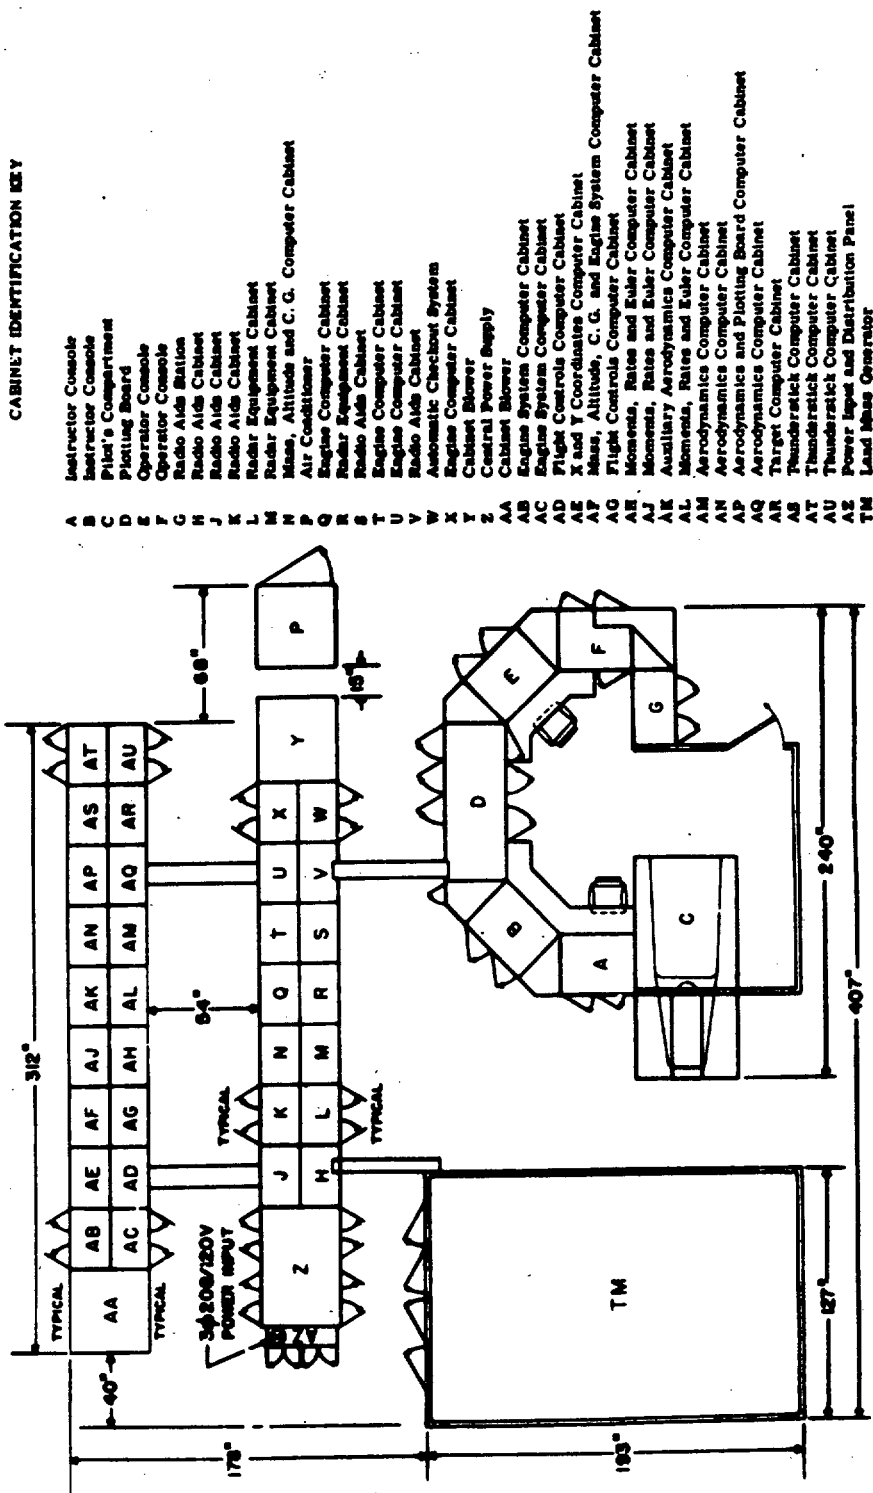 CABINET IDENTIFICATION KEY
A Instructor Console
B Instructor Console
C Pilot's Compartment
D Plotting Board
E Operator Console
F Operator Console
G Radio Aids Station
H Radio Aids Cabinet
J Radio Aids Cabinet
K Radio Aids Cabinet
L Radar Equipment Cabinet
M Radar Equipment Cabinet
N Mass, Altitude and C. G. Computer Cabinet
P Air Conditioner
Q Engine Computer Cabinet
R Radar Equipment Cabinet
S Radio Aids Cabinet
T Engine Computer Cabinet
U Engine Computer Cabinet
V Radio Aids Cabinet
W Automatic Checkout System
X Engine Computer Cabinet
Y Cabinet Blower
Z Central Power Supply
AA Cabinet Blower
AB Engine System Computer Cabinet
AC Engine System Computer Cabinet
AD Flight Controls Computer Cabinet
AE X and Y Coordinates Computer Cabinet
AF Mass, Altitude, C. G. and Engine System Computer Cabinet
AG Flight Controls Computer Cabinet
AH Moments, Rates and Euler Computer Cabinet
AJ Moments, Rates and Euler Computer Cabinet
AK Auxiliary Aerodynamics Computer Cabinet
AL Moments, Rates and Euler Computer Cabinet
AM Aerodynamics Computer Cabinet
AN Aerodynamics Computer Cabinet
AP Aerodynamics and Plotting Board Computer Cabinet
AQ Aerodynamics Computer Cabinet
AR Target Computer Cabinet
AS Thunderstick Computer Cabinet
AT Thunderstick Computer Cabinet
AU Thunderstick Computer Cabinet
AZ Power Input and Distribution Panel
TM Land Mass Generator
312"
40"
68"
TYPICAL
AA
AB AE AF AJ AK AN AP AS AT
AC AD AG AH AL AM AQ AR AU
TYPICAL
178"
64"
15"
3ϕ208/120V
POWER INPUT
TYPICAL
AZ
Z
J K N Q T U X
H L M R S V W
Y
P
TYPICAL
193"
TM
A
B
C
D
E
F
G
127"
240"
407"